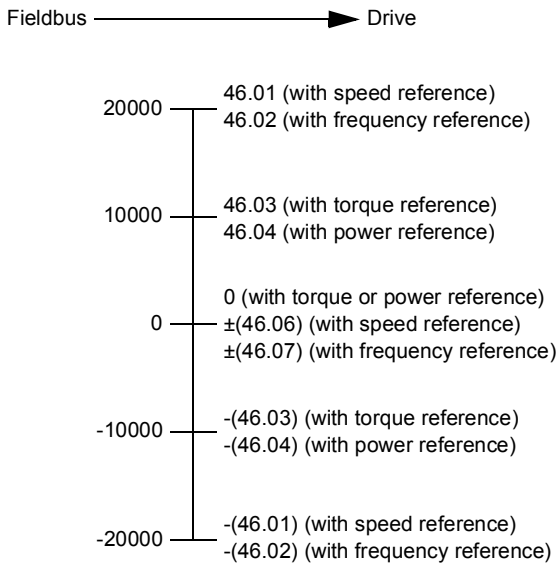 Fieldbus Drive
20000
46.01 (with speed reference)
46.02 (with frequency reference)
10000
46.03 (with torque reference)
46.04 (with power reference)
0 (with torque or power reference)
0
±(46.06) (with speed reference)
±(46.07) (with frequency reference)
-10000
-(46.03) (with torque reference)
-(46.04) (with power reference)
-20000
-(46.01) (with speed reference)
-(46.02) (with frequency reference)